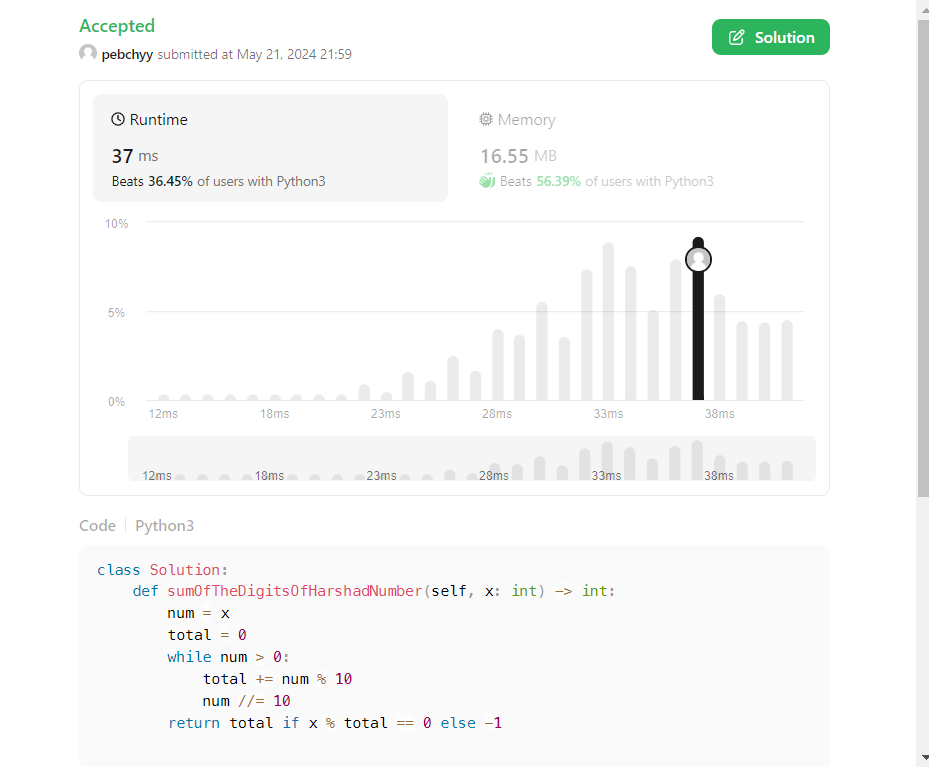 Accepted
Solution
pebchyy submitted at May 21, 2024 21:59
Runtime
37 ms
Beats 36.45% of users with Python3
Memory
16.55 MB
Beats 56.39% of users with Python3
10%
5%
0%
12ms 18ms 23ms 28ms 33ms 38ms
12ms 18ms 23ms 28ms 33ms 38ms
Code Python3
class Solution:
    def sumOfTheDigitsOfHarshadNumber(self, x: int) -> int:
        num = x
        total = 0
        while num > 0:
            total += num % 10
            num //= 10
        return total if x % total == 0 else -1